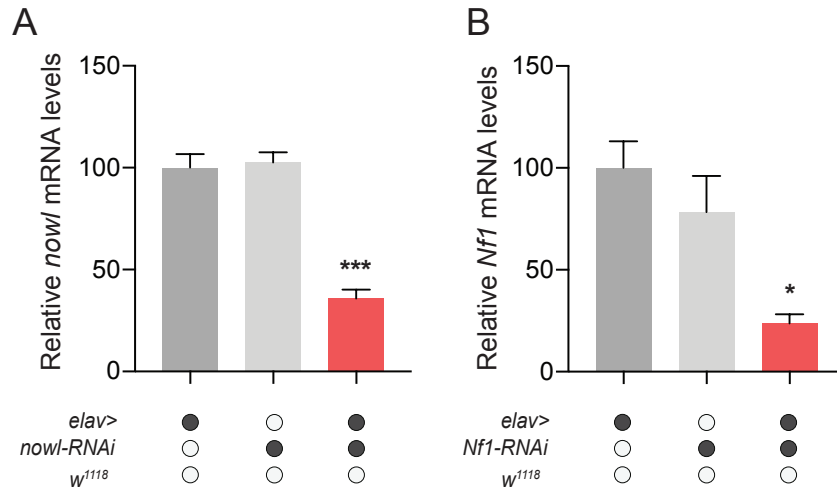 A
Relative nowl mRNA levels
150
100
50
0
***
elav>
nowl-RNAi
w1118
B
Relative Nf1 mRNA levels
150
100
50
0
*
elav>
Nf1-RNAi
w1118